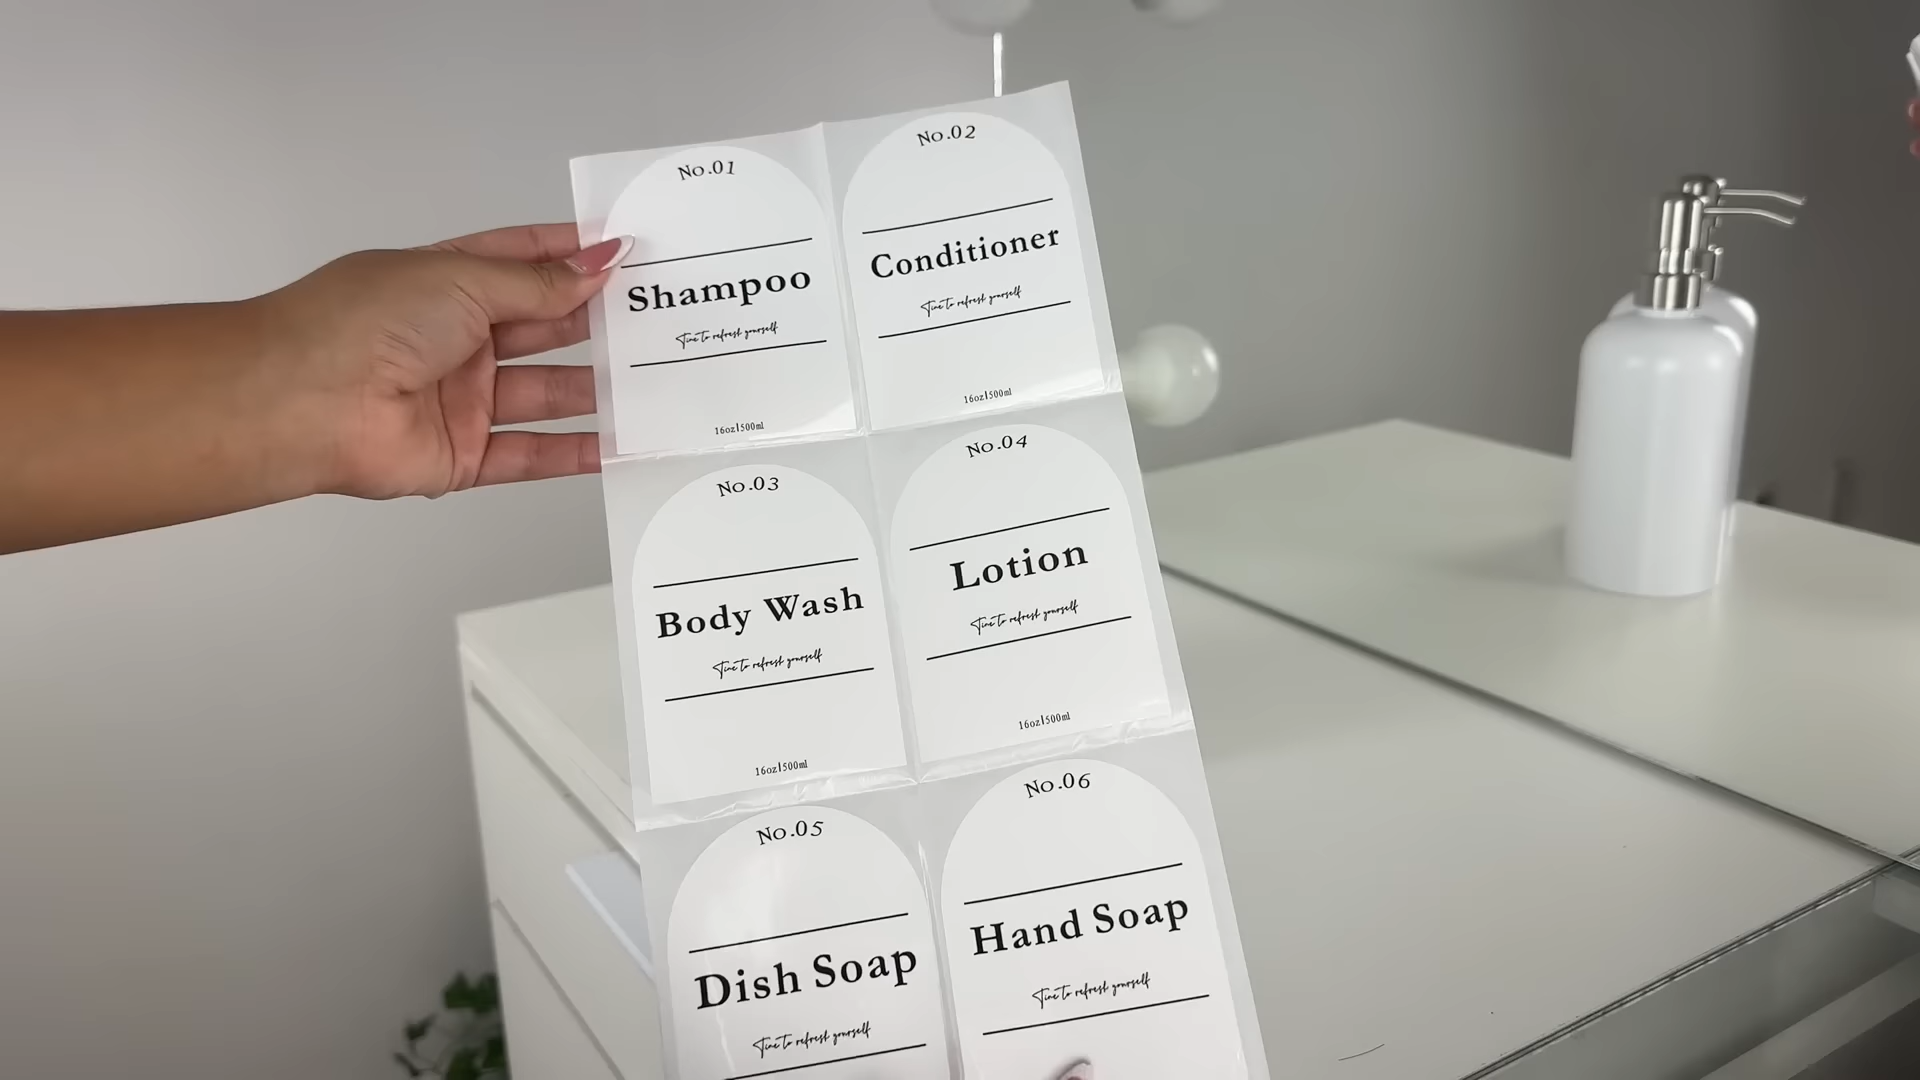 No.01
Shampoo
Time to refresh yourself
16oz|500ml
No.02
Conditioner
Time to refresh yourself
16oz|500ml
No.03
Body Wash
Time to refresh yourself
16oz|500ml
No.04
Lotion
Time to refresh yourself
16oz|500ml
No.05
Dish Soap
Time to refresh yourself
No.06
Hand Soap
Time to refresh yourself